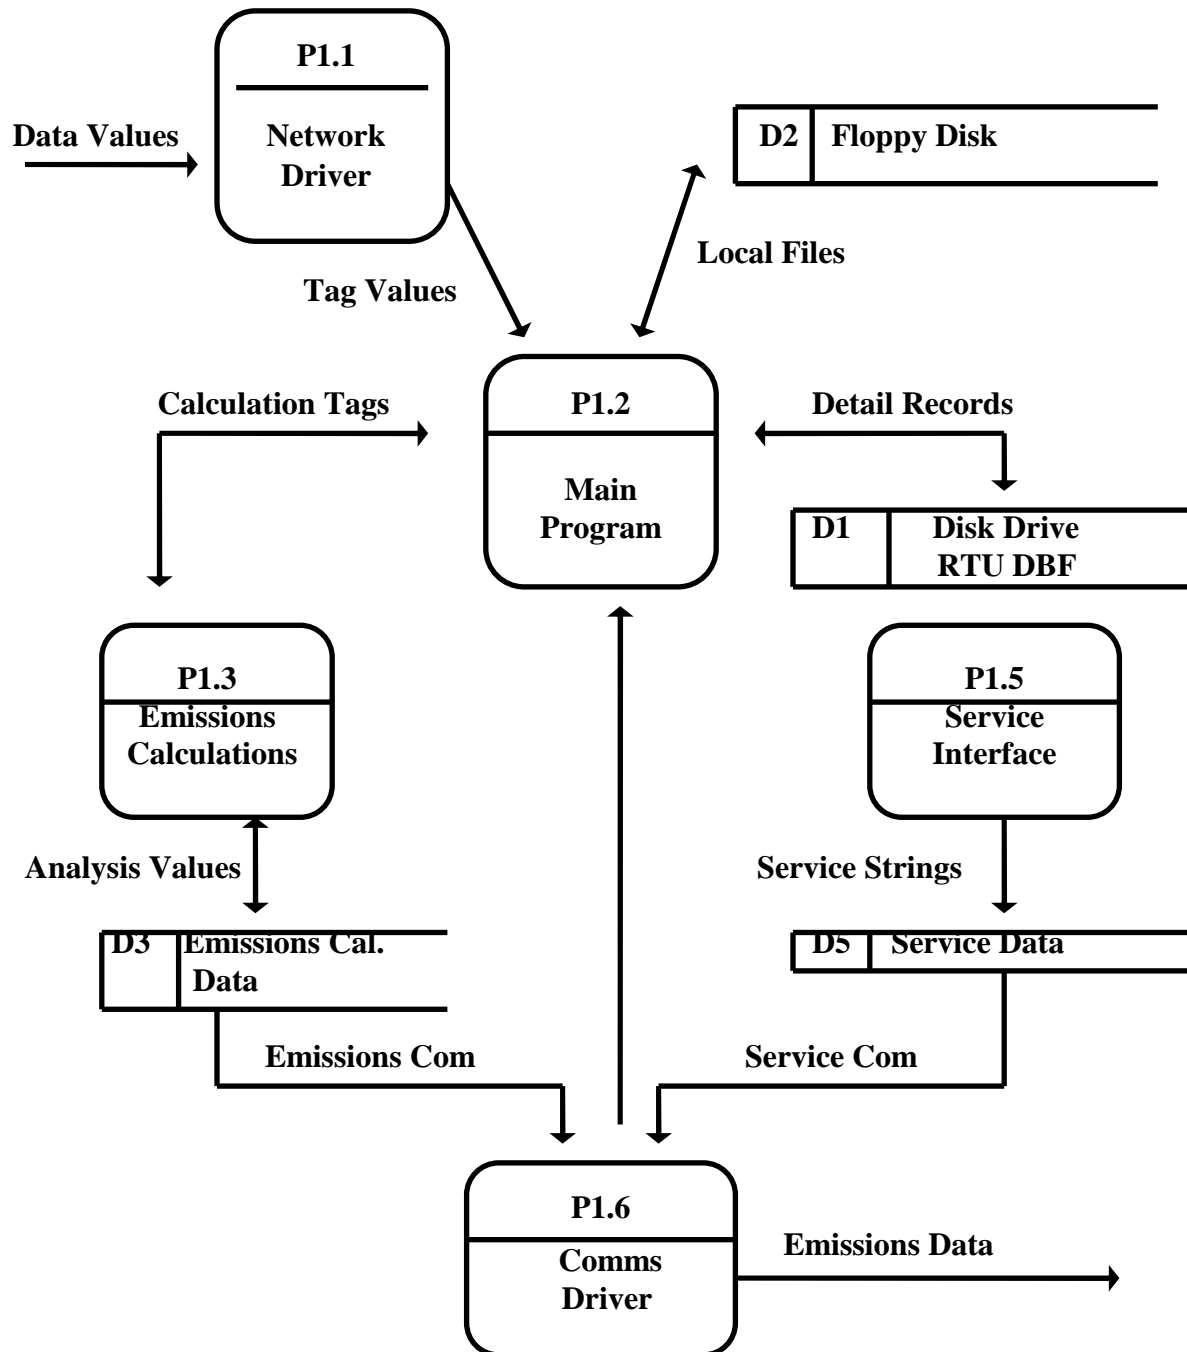 P1.1
Data Values
Network
Driver
D2 Floppy Disk
Local Files
Tag Values
Calculation Tags
P1.2
Detail Records
Main
Program
D1 Disk Drive
RTU DBF
P1.3
Emissions
Calculations
P1.5
Service
Interface
Analysis Values
Service Strings
D3 Emissions Cal.
Data
D5 Service Data
Emissions Com
Service Com
P1.6
Comms
Driver
Emissions Data